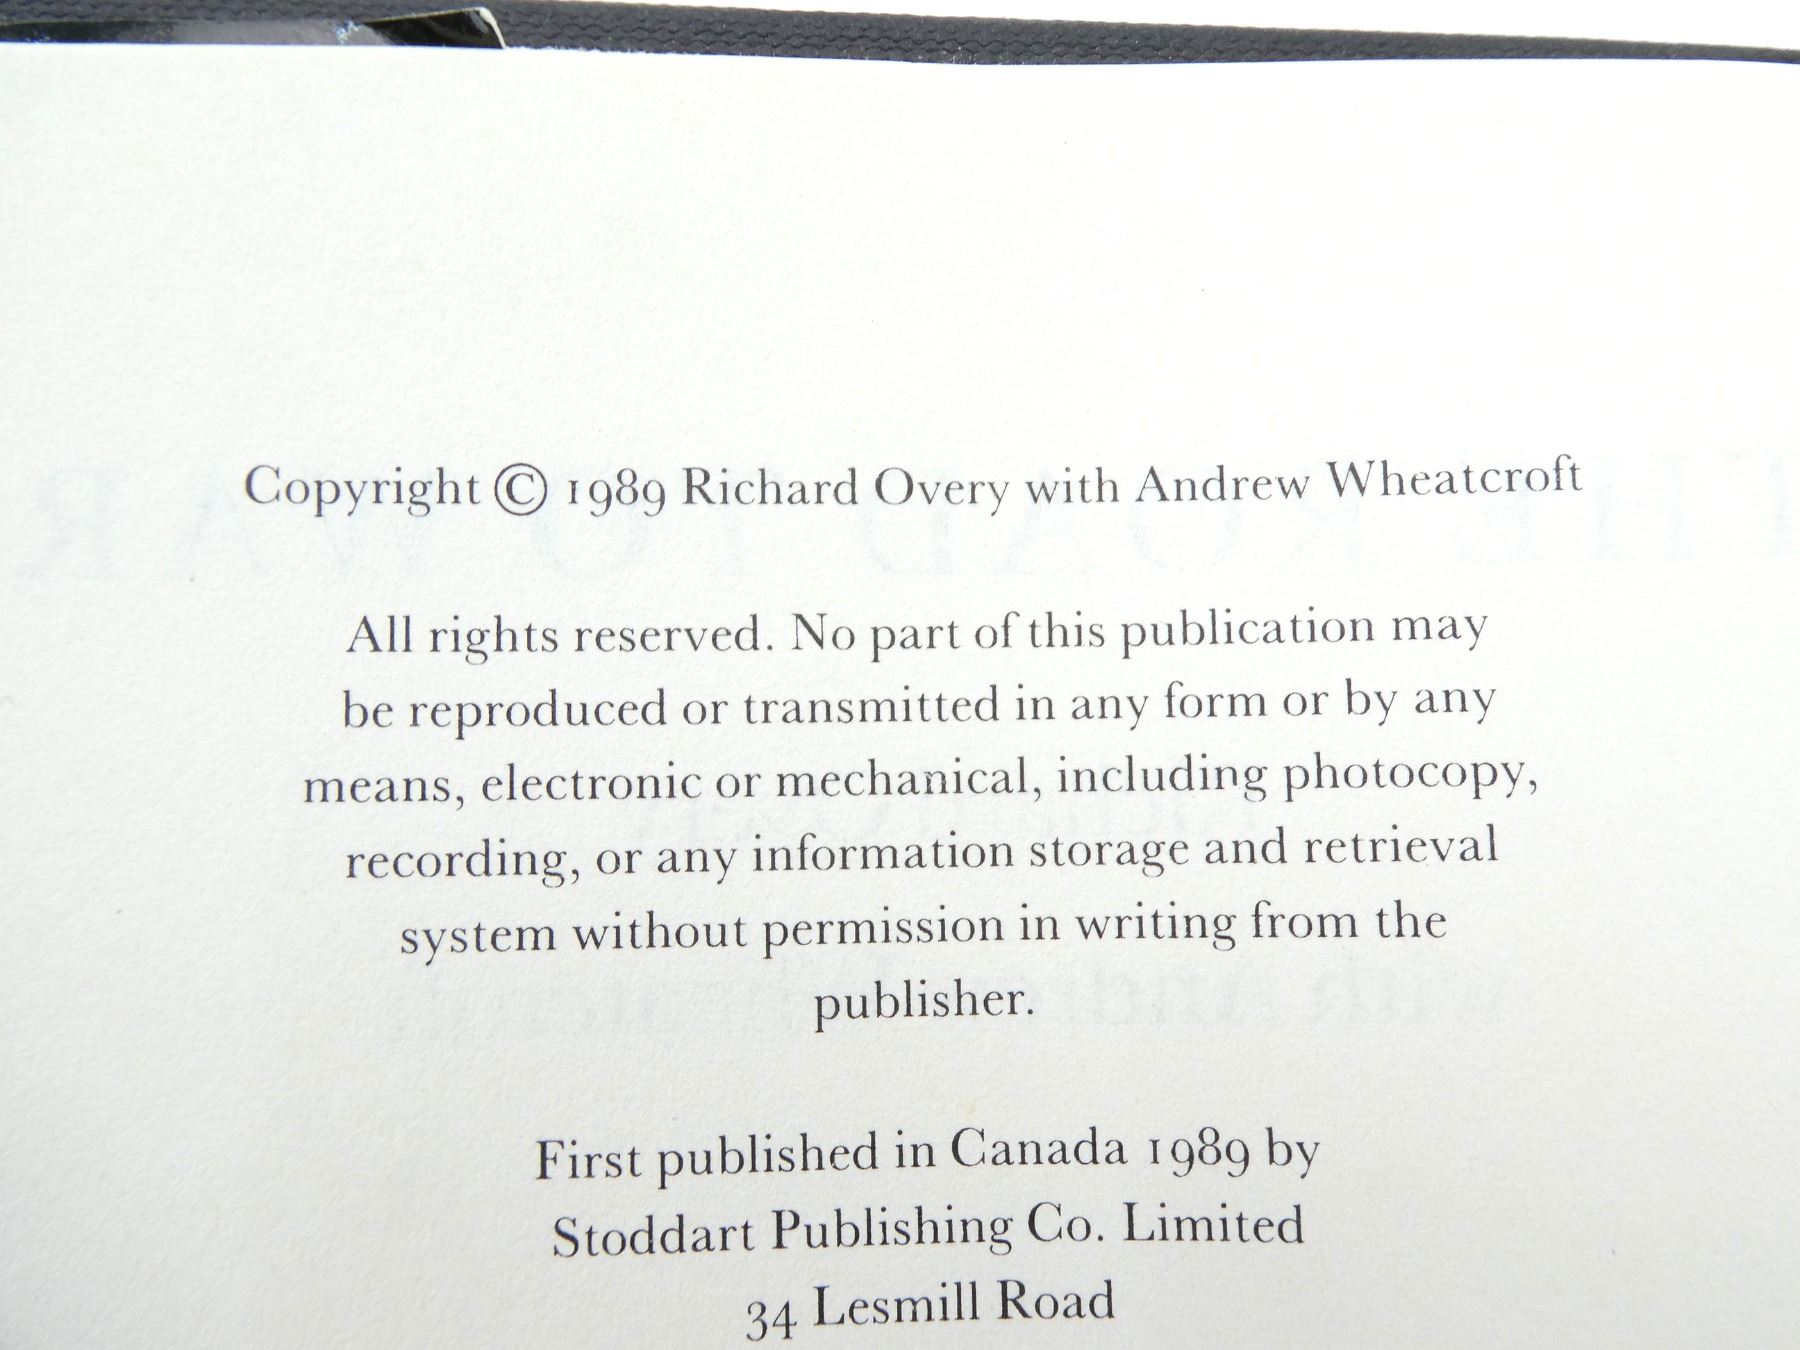 Copyright © 1989 Richard Overy with Andrew Wheatcroft
All rights reserved. No part of this publication may
be reproduced or transmitted in any form or by any
means, electronic or mechanical, including photocopy,
recording, or any information storage and retrieval
system without permission in writing from the
publisher.
First published in Canada 1989 by
Stoddart Publishing Co. Limited
34 Lesmill Road